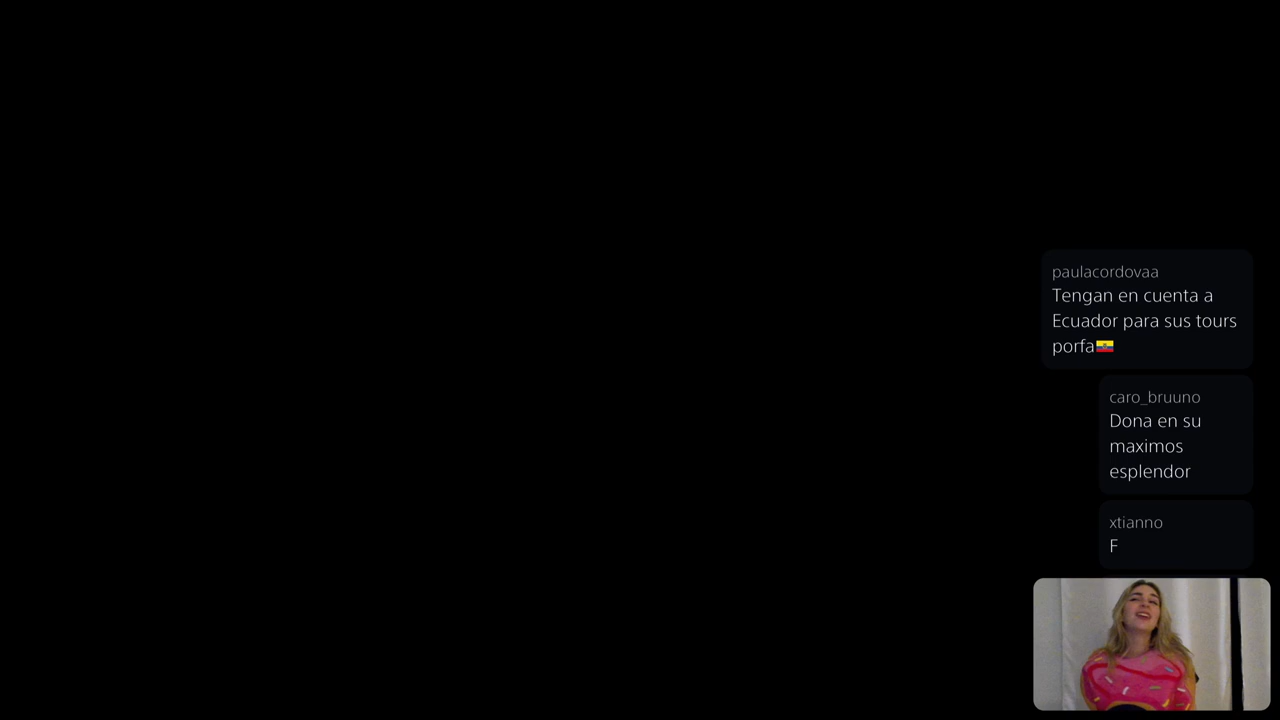 paulacordovaa
Tengan en cuenta a
Ecuador para sus tours
porfa🇪🇨
caro_bruuno
Dona en su
maximos
esplendor
xtianno
F